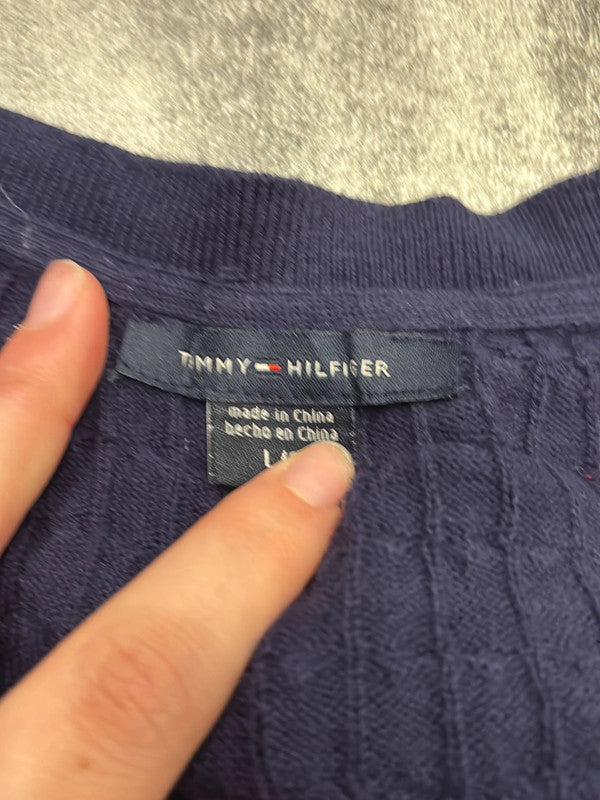 TOMMY HILFIGER
made in China
hecho en China
L